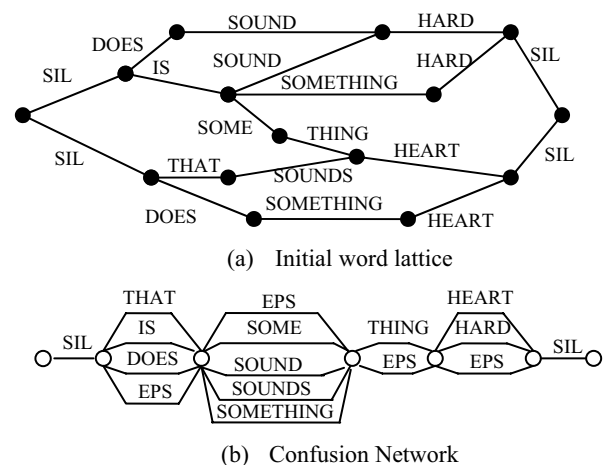 SOUND HARD
DOES
SOUND HARD
IS
SIL SIL
SOMETHING
SOME
THING
SIL THAT HEART SIL
SOUNDS
SOMETHING
DOES HEART
(a) Initial word lattice
THAT EPS HEART
IS SOME THING HARD
SIL DOES SOUND EPS EPS SIL
EPS SOUNDS
SOMETHING
(b) Confusion Network